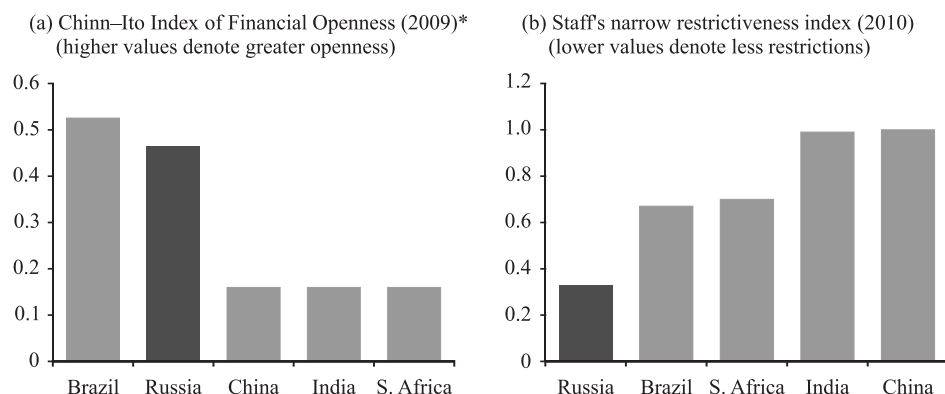 (a) Chinn–Ito Index of Financial Openness (2009)*
(higher values denote greater openness)
0.6
0.5
0.4
0.3
0.2
0.1
0
Brazil Russia China India S. Africa
(b) Staff's narrow restrictiveness index (2010)
(lower values denote less restrictions)
1.2
1.0
0.8
0.6
0.4
0.2
0
Russia Brazil S. Africa India China